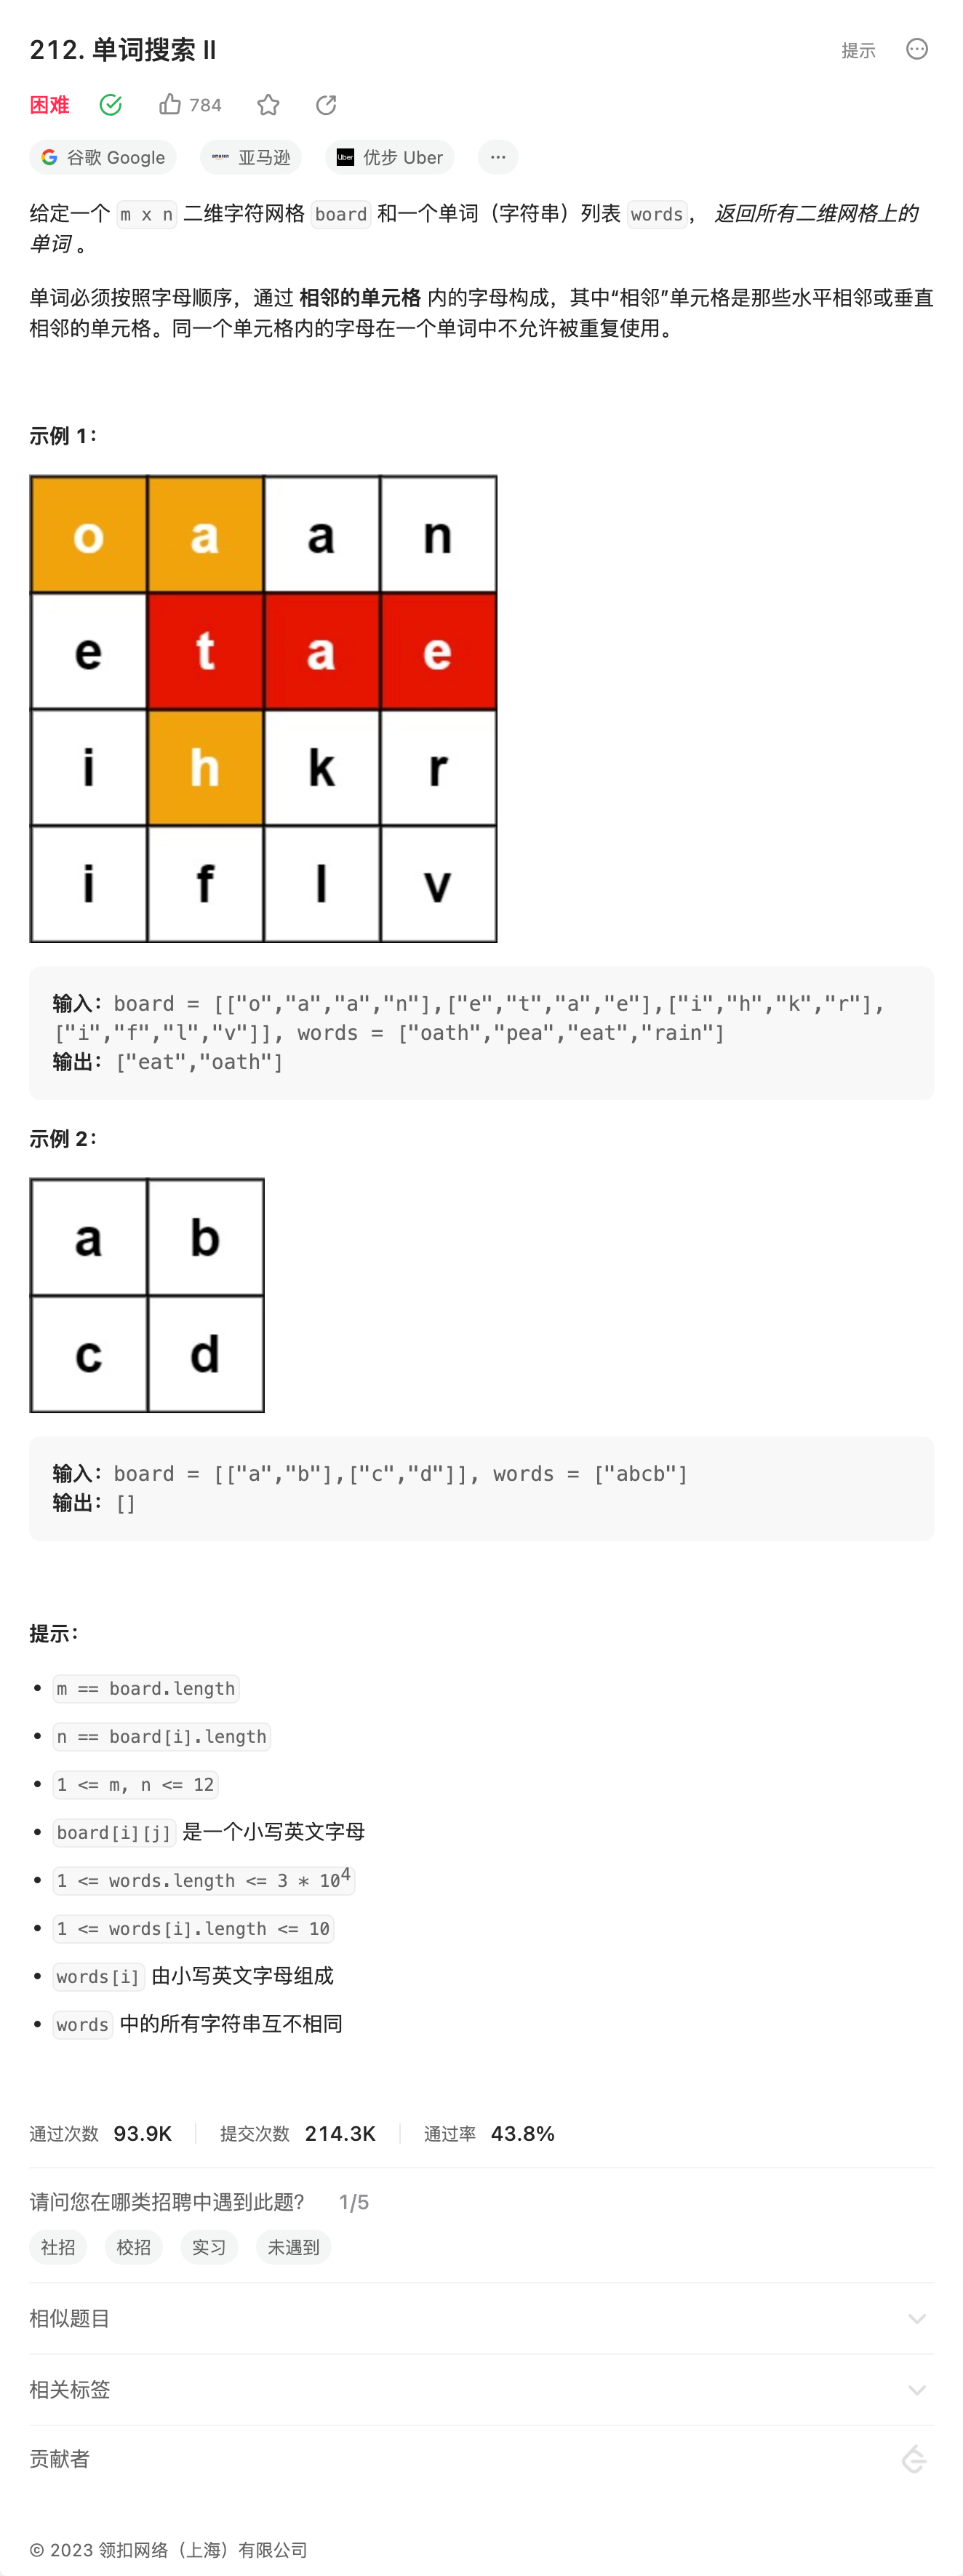 212. 单词搜索 II
提示
困难
784
谷歌 Google
amazon
亚马逊
Uber
优步 Uber
给定一个 m x n 二维字符网格 board 和一个单词（字符串）列表 words， 返回所有二维网格上的
单词 。
单词必须按照字母顺序，通过 相邻的单元格 内的字母构成，其中“相邻”单元格是那些水平相邻或垂直
相邻的单元格。同一个单元格内的字母在一个单词中不允许被重复使用。
示例 1：
o a a n
e t a e
i h k r
i f l v
输入：board = [["o","a","a","n"],["e","t","a","e"],["i","h","k","r"],
["i","f","l","v"]], words = ["oath","pea","eat","rain"]
输出：["eat","oath"]
示例 2：
a b
c d
输入：board = [["a","b"],["c","d"]], words = ["abcb"]
输出：[]
提示：
• m == board.length
• n == board[i].length
• 1 <= m, n <= 12
• board[i][j] 是一个小写英文字母
• 1 <= words.length <= 3 * 10⁴
• 1 <= words[i].length <= 10
• words[i] 由小写英文字母组成
• words 中的所有字符串互不相同
通过次数 93.9K 提交次数 214.3K 通过率 43.8%
请问您在哪类招聘中遇到此题? 1/5
社招 校招 实习 未遇到
相似题目
相关标签
贡献者
© 2023 领扣网络（上海）有限公司